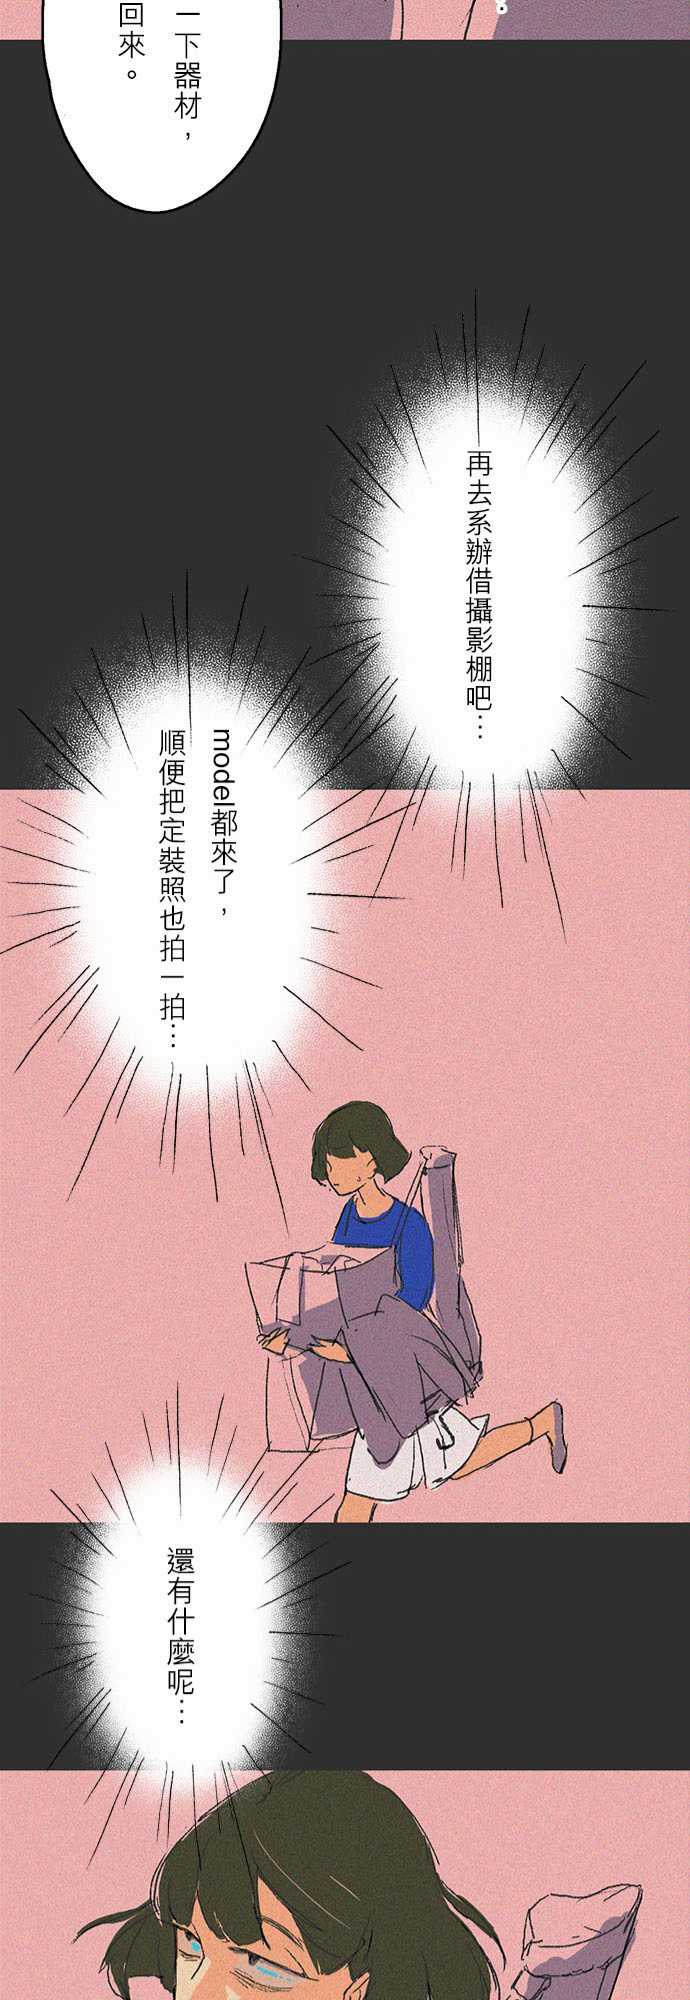 一下器材，
回來。
再去系辦借攝影棚吧…
model都來了，
順便把定裝照也拍一拍…
還有什麼呢…